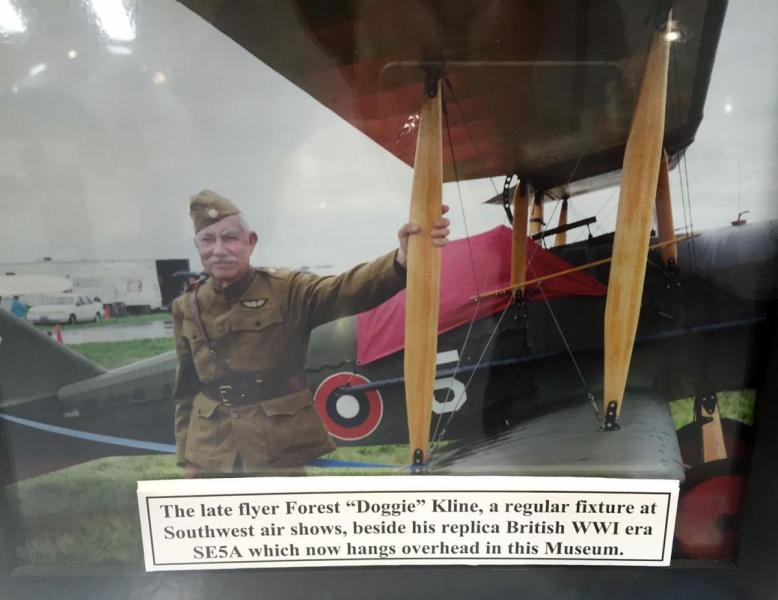 5
The late flyer Forest “Doggie” Kline, a regular fixture at
Southwest air shows, beside his replica British WWI era
SE5A which now hangs overhead in this Museum.